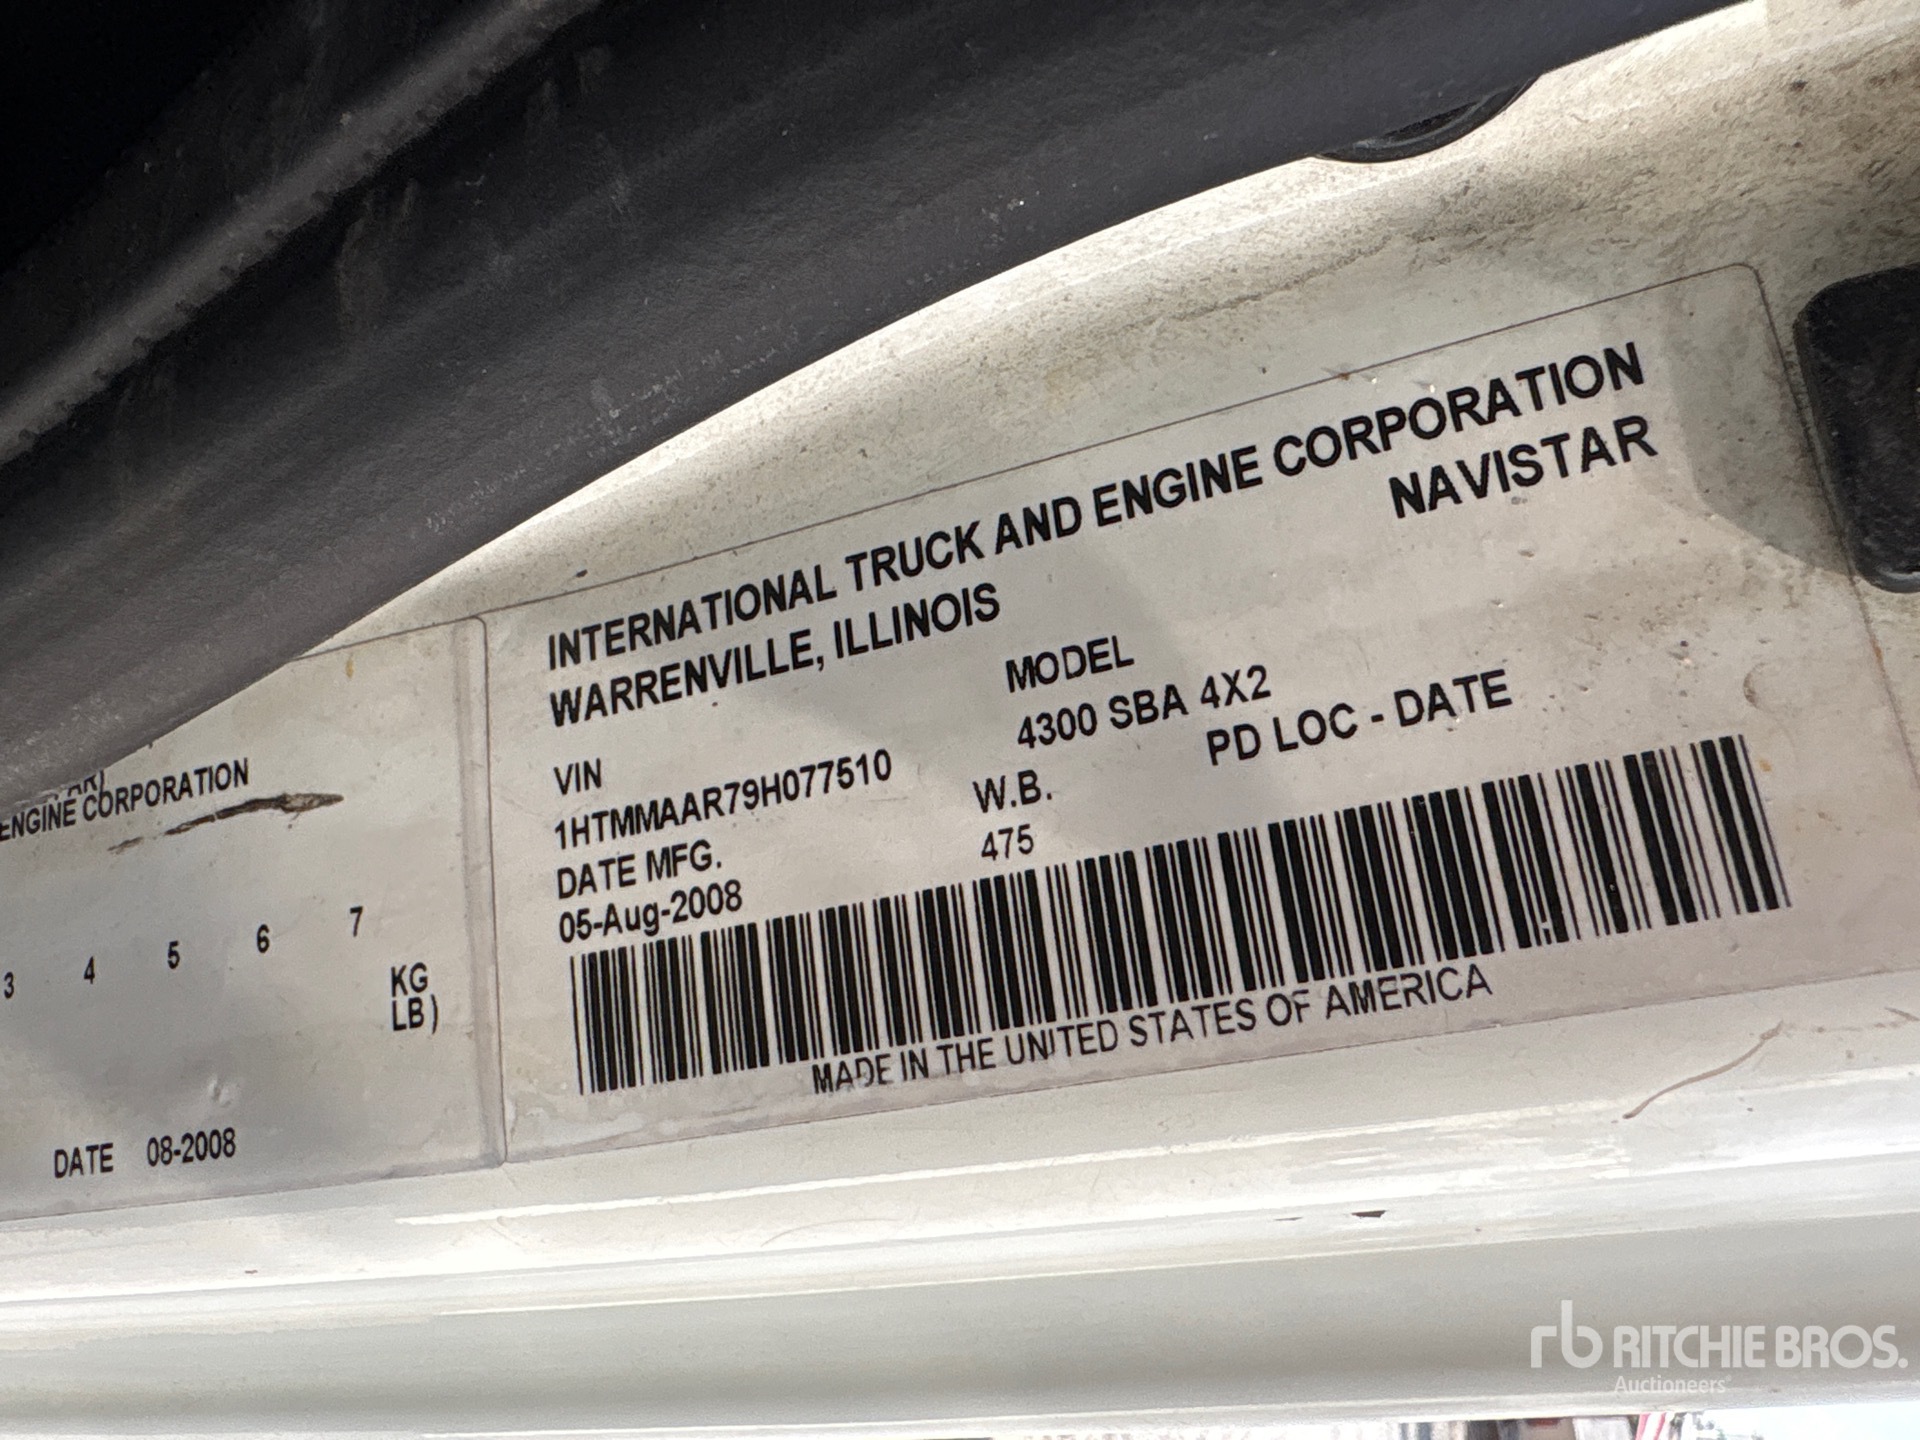 INTERNATIONAL TRUCK AND ENGINE CORPORATION
NAVISTAR
WARRENVILLE, ILLINOIS
VIN
1HTMMAAR79H077510
MODEL
4300 SBA 4X2
DATE MFG.
05-Aug-2008
W.B.
475
PD LOC - DATE
MADE IN THE UNITED STATES OF AMERICA
ENGINE CORPORATION
3 4 5 6 7
KG
LB)
DATE 08-2008
rb RITCHIE BROS.
Auctioneers